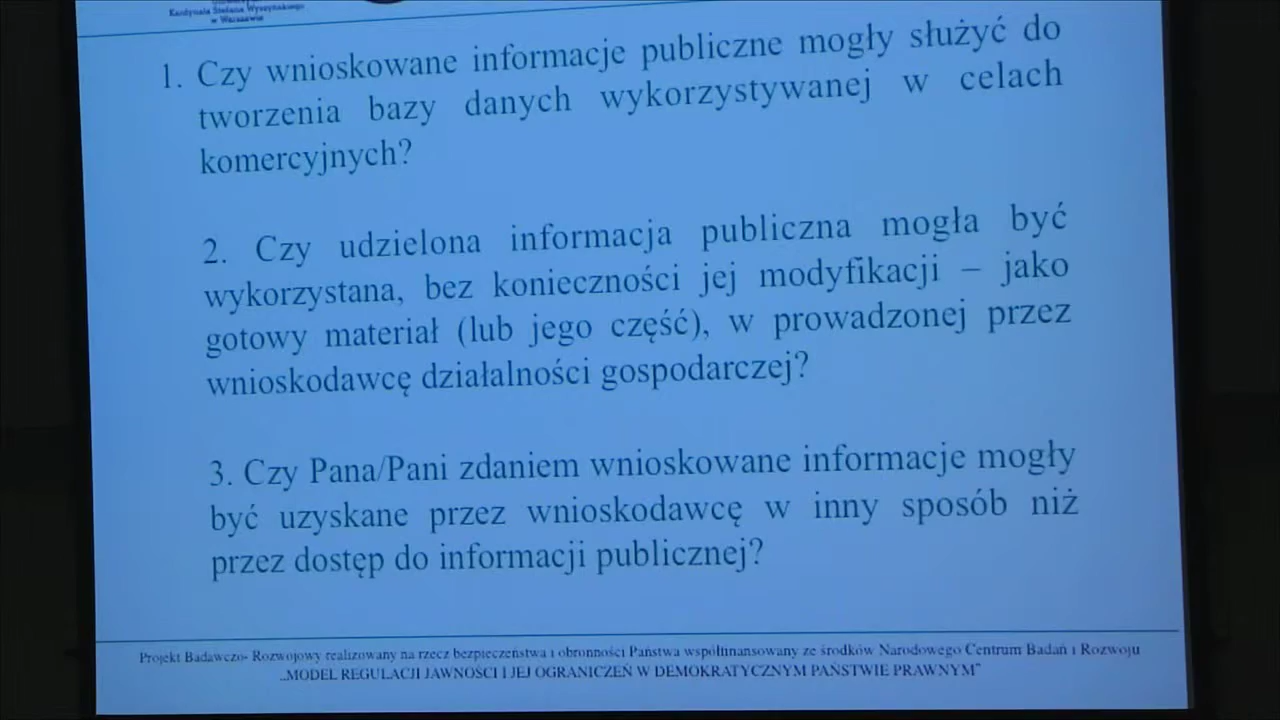 Kardynała Stefana Wyszyńskiego
w Warszawie
1. Czy wnioskowane informacje publiczne mogły służyć do
tworzenia bazy danych wykorzystywanej w celach
komercyjnych?
2. Czy udzielona informacja publiczna mogła być
wykorzystana, bez konieczności jej modyfikacji – jako
gotowy materiał (lub jego część), w prowadzonej przez
wnioskodawcę działalności gospodarczej?
3. Czy Pana/Pani zdaniem wnioskowane informacje mogły
być uzyskane przez wnioskodawcę w inny sposób niż
przez dostęp do informacji publicznej?
Projekt Badawczo- Rozwojowy realizowany na rzecz bezpieczeństwa i obronności Państwa współfinansowany ze środków Narodowego Centrum Badań i Rozwoju
„MODEL REGULACJI JAWNOŚCI I JEJ OGRANICZEŃ W DEMOKRATYCZNYM PAŃSTWIE PRAWNYM”